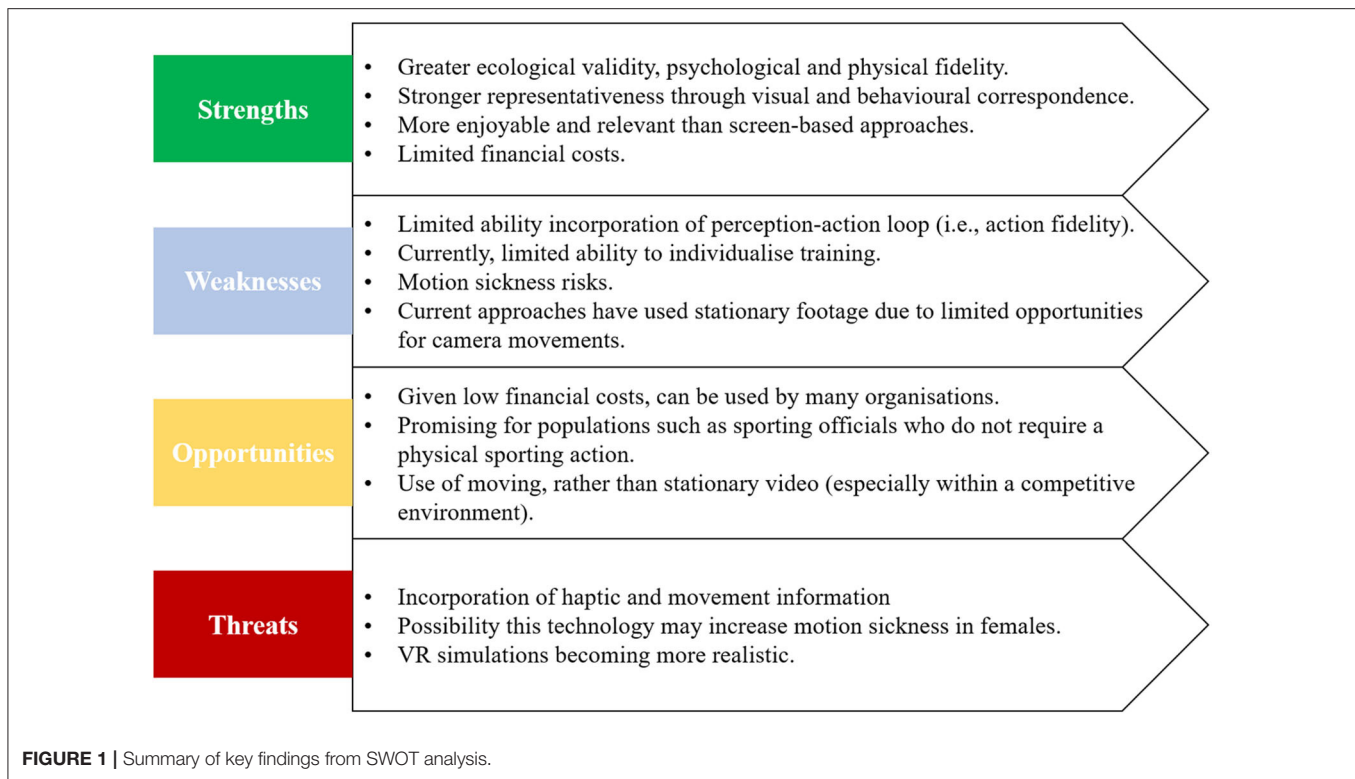 Strengths
• Greater ecological validity, psychological and physical fidelity.
• Stronger representativeness through visual and behavioural correspondence.
• More enjoyable and relevant than screen-based approaches.
• Limited financial costs.
Weaknesses
• Limited ability incorporation of perception-action loop (i.e., action fidelity).
• Currently, limited ability to individualise training.
• Motion sickness risks.
• Current approaches have used stationary footage due to limited opportunities
for camera movements.
Opportunities
• Given low financial costs, can be used by many organisations.
• Promising for populations such as sporting officials who do not require a
physical sporting action.
• Use of moving, rather than stationary video (especially within a competitive
environment).
Threats
• Incorporation of haptic and movement information
• Possibility this technology may increase motion sickness in females.
• VR simulations becoming more realistic.
FIGURE 1 | Summary of key findings from SWOT analysis.